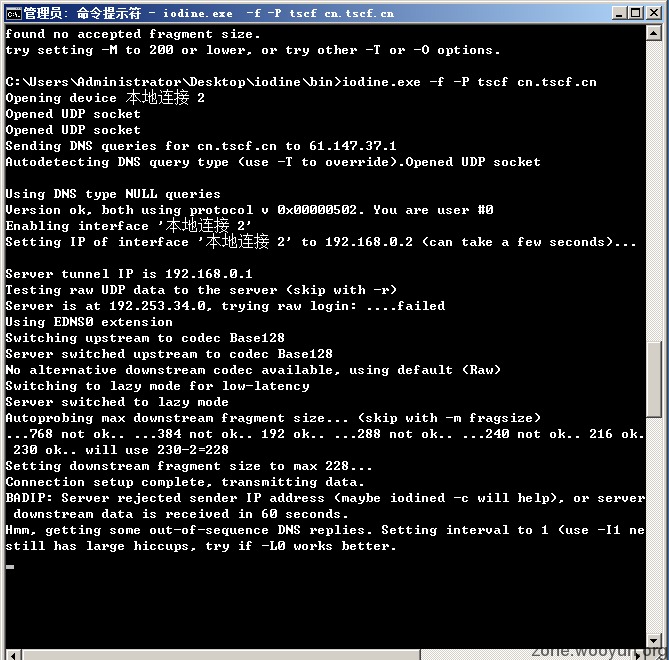 管理员: 命令提示符 - iodine.exe  -f -P tscf cn.tscf.cn
found no accepted fragment size.
try setting -M to 200 or lower, or try other -T or -O options.
C:\Users\Administrator\Desktop\iodine\bin>iodine.exe -f -P tscf cn.tscf.cn
Opening device 本地连接 2
Opened UDP socket
Opened UDP socket
Sending DNS queries for cn.tscf.cn to 61.147.37.1
Autodetecting DNS query type (use -T to override).Opened UDP socket
Using DNS type NULL queries
Version ok, both using protocol v 0x00000502. You are user #0
Enabling interface '本地连接 2'
Setting IP of interface '本地连接 2' to 192.168.0.2 (can take a few seconds)...
Server tunnel IP is 192.168.0.1
Testing raw UDP data to the server (skip with -r)
Server is at 192.253.34.0, trying raw login: ....failed
Using EDNS0 extension
Switching upstream to codec Base128
Server switched upstream to codec Base128
No alternative downstream codec available, using default (Raw)
Switching to lazy mode for low-latency
Server switched to lazy mode
Autoprobing max downstream fragment size... (skip with -m fragsize)
...768 not ok.. ...384 not ok.. 192 ok.. ...288 not ok.. ...240 not ok.. 216 ok.
 230 ok.. will use 230-2=228
Setting downstream fragment size to max 228...
Connection setup complete, transmitting data.
BADIP: Server rejected sender IP address (maybe iodined -c will help), or server
 downstream data is received in 60 seconds.
Hmm, getting some out-of-sequence DNS replies. Setting interval to 1 (use -I1 ne
still has large hiccups, try if -L0 works better.
zone.wooyun.org